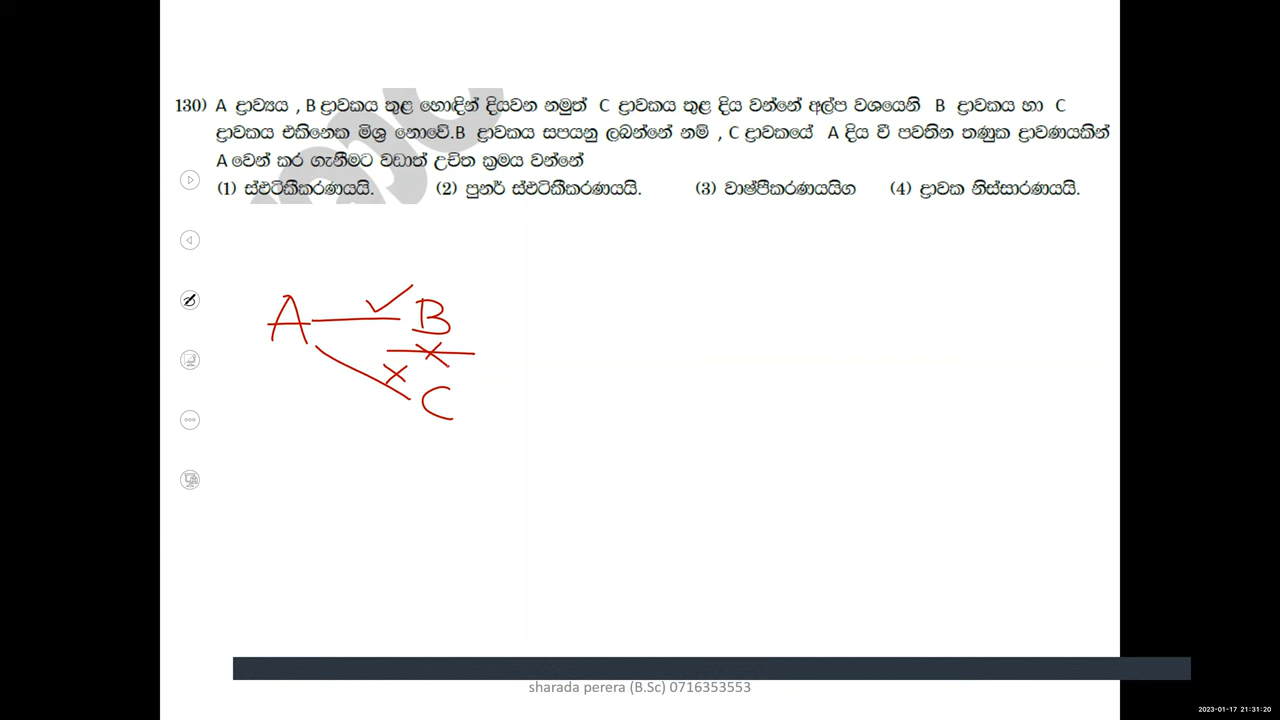 130) A ද්‍රාව්‍යය , B ද්‍රාවකය තුළ හොඳින් දියවන නමුත් C ද්‍රාවකය තුළ දිය වන්නේ අල්ප වශයෙනි B ද්‍රාවකය හා C
ද්‍රාවකය එකිනෙක මිශ්‍ර නොවේ.B ද්‍රාවකය සපයනු ලබන්නේ නම් , C ද්‍රාවකයේ A දිය වී පවතින තණුක ද්‍රාවණයකින්
A වෙන් කර ගැනීමට වඩාත් උචිත ක්‍රමය වන්නේ
(1) ස්ඵටිකීකරණයයි. (2) පුනර් ස්ඵටිකීකරණයයි. (3) වාෂ්පීකරණයයිග (4) ද්‍රාවක නිස්සාරණයයි.
A B
C
sharada perera (B.Sc) 0716353553
2023-01-17 21:31:20